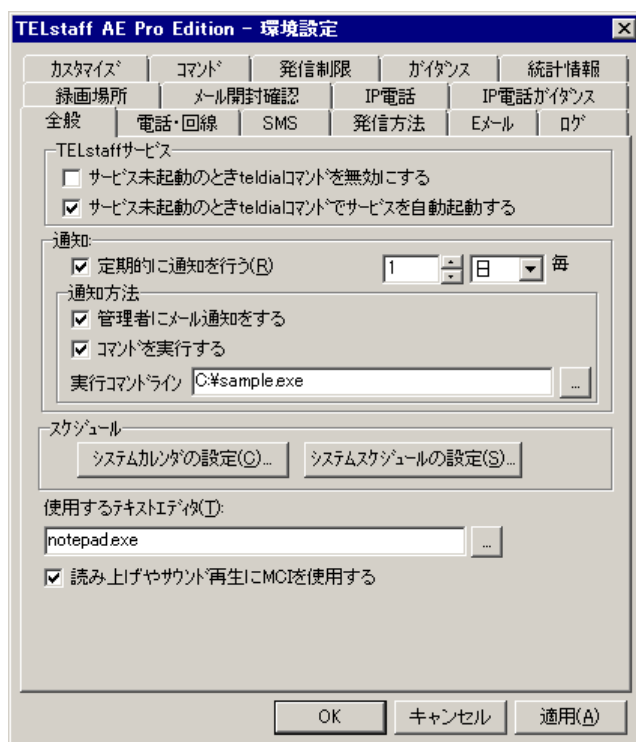 TELstaff AE Pro Edition - 環境設定
カスタマイズ コマンド 発信制限 ガイダンス 統計情報
録画場所 メール開封確認 IP電話 IP電話ガイダンス
全般 電話・回線 SMS 発信方法 Eメール ログ
TELstaffサービス
サービス未起動のときteldialコマンドを無効にする
サービス未起動のときteldialコマンドでサービスを自動起動する
通知:
定期的に通知を行う(R) 1 日 毎
通知方法
管理者にメール通知をする
コマンドを実行する
実行コマンドライン C:¥sample.exe ...
スケジュール
システムカレンダの設定(C)... システムスケジュールの設定(S)...
使用するテキストエディタ(T):
notepad.exe ...
読み上げやサウンド再生にMCIを使用する
OK キャンセル 適用(A)